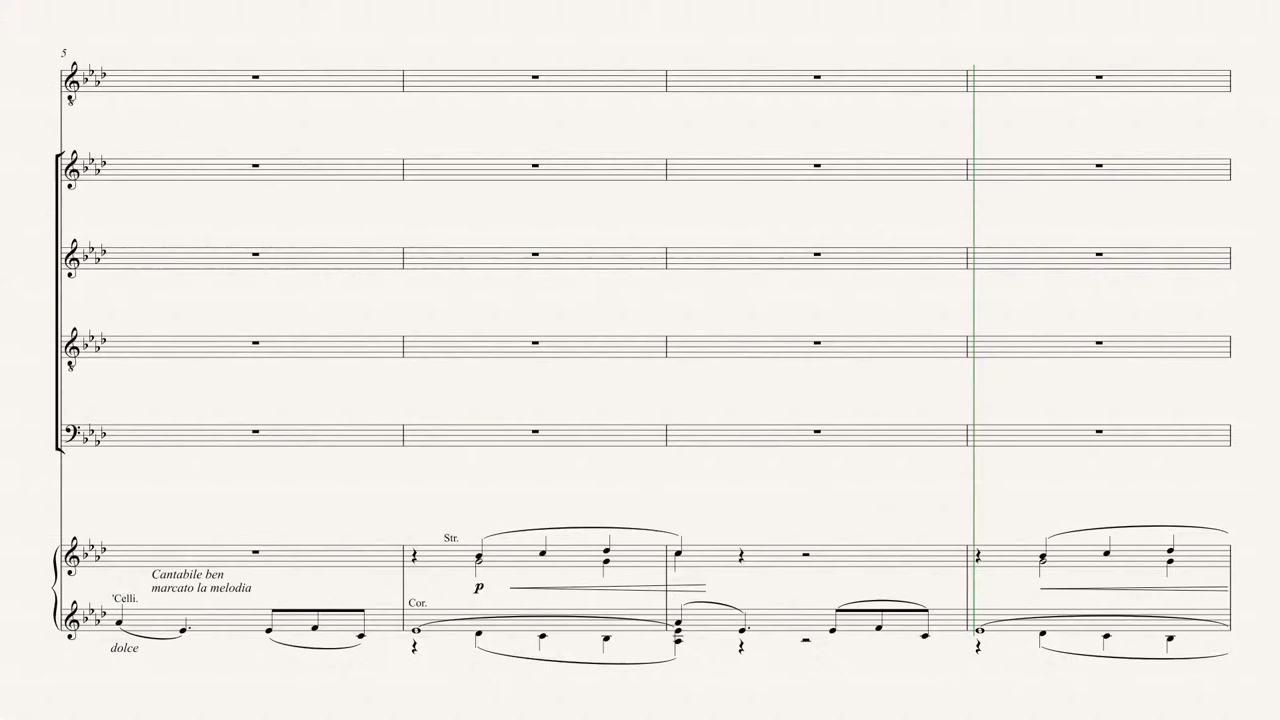 5
Str.
Cantabile ben
marcato la melodia
p
'Celli.
Cor.
dolce